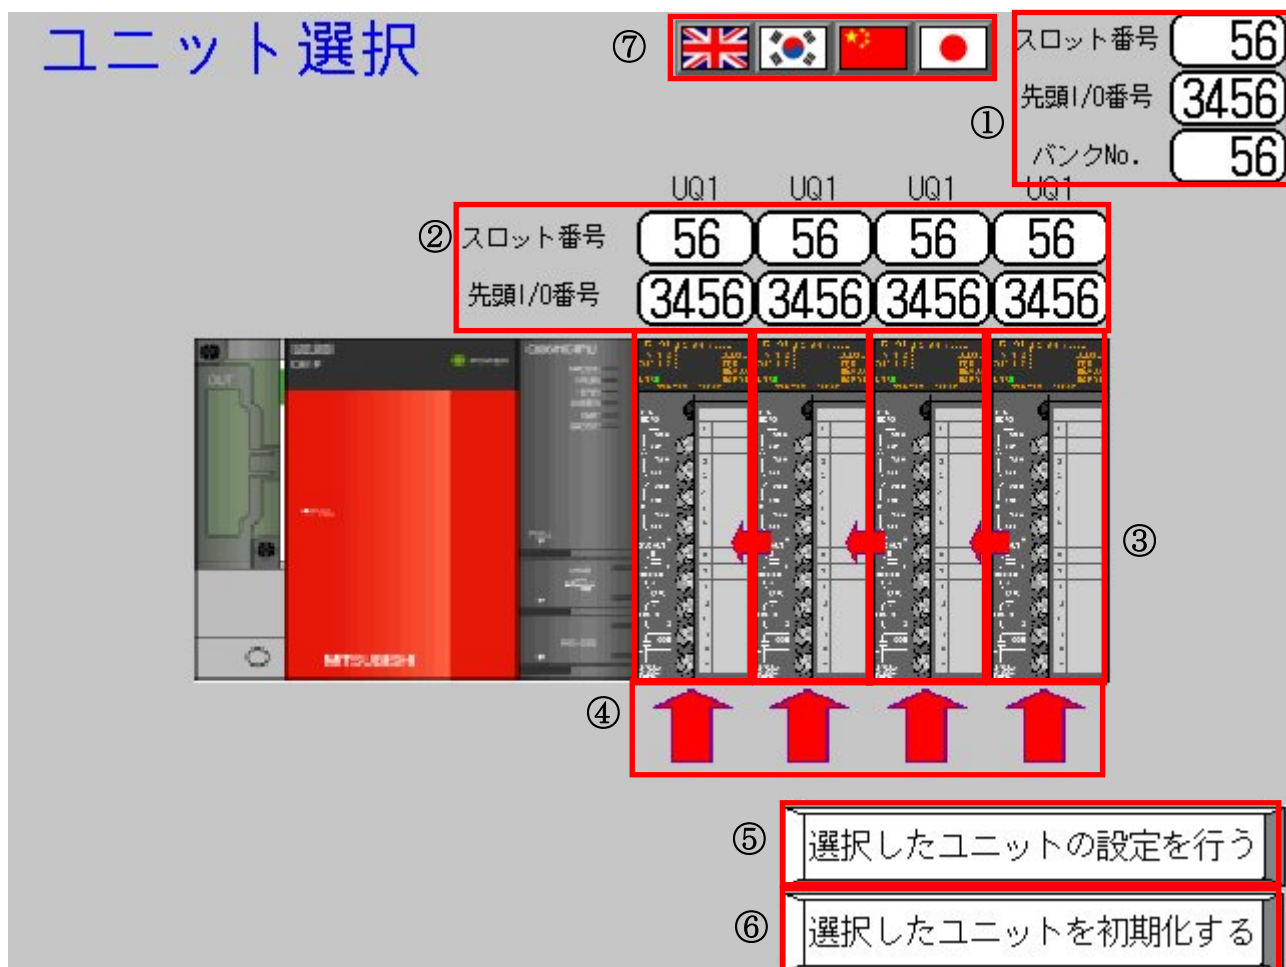 ユニット選択
⑦
スロット番号 56
先頭I/O番号 3456
①
バンクNo. 56
UQ1 UQ1 UQ1 UQ1
② スロット番号 56 56 56 56
先頭I/O番号 3456 3456 3456 3456
OUT
③
MITSUBISHI
④
⑤ 選択したユニットの設定を行う
⑥ 選択したユニットを初期化する